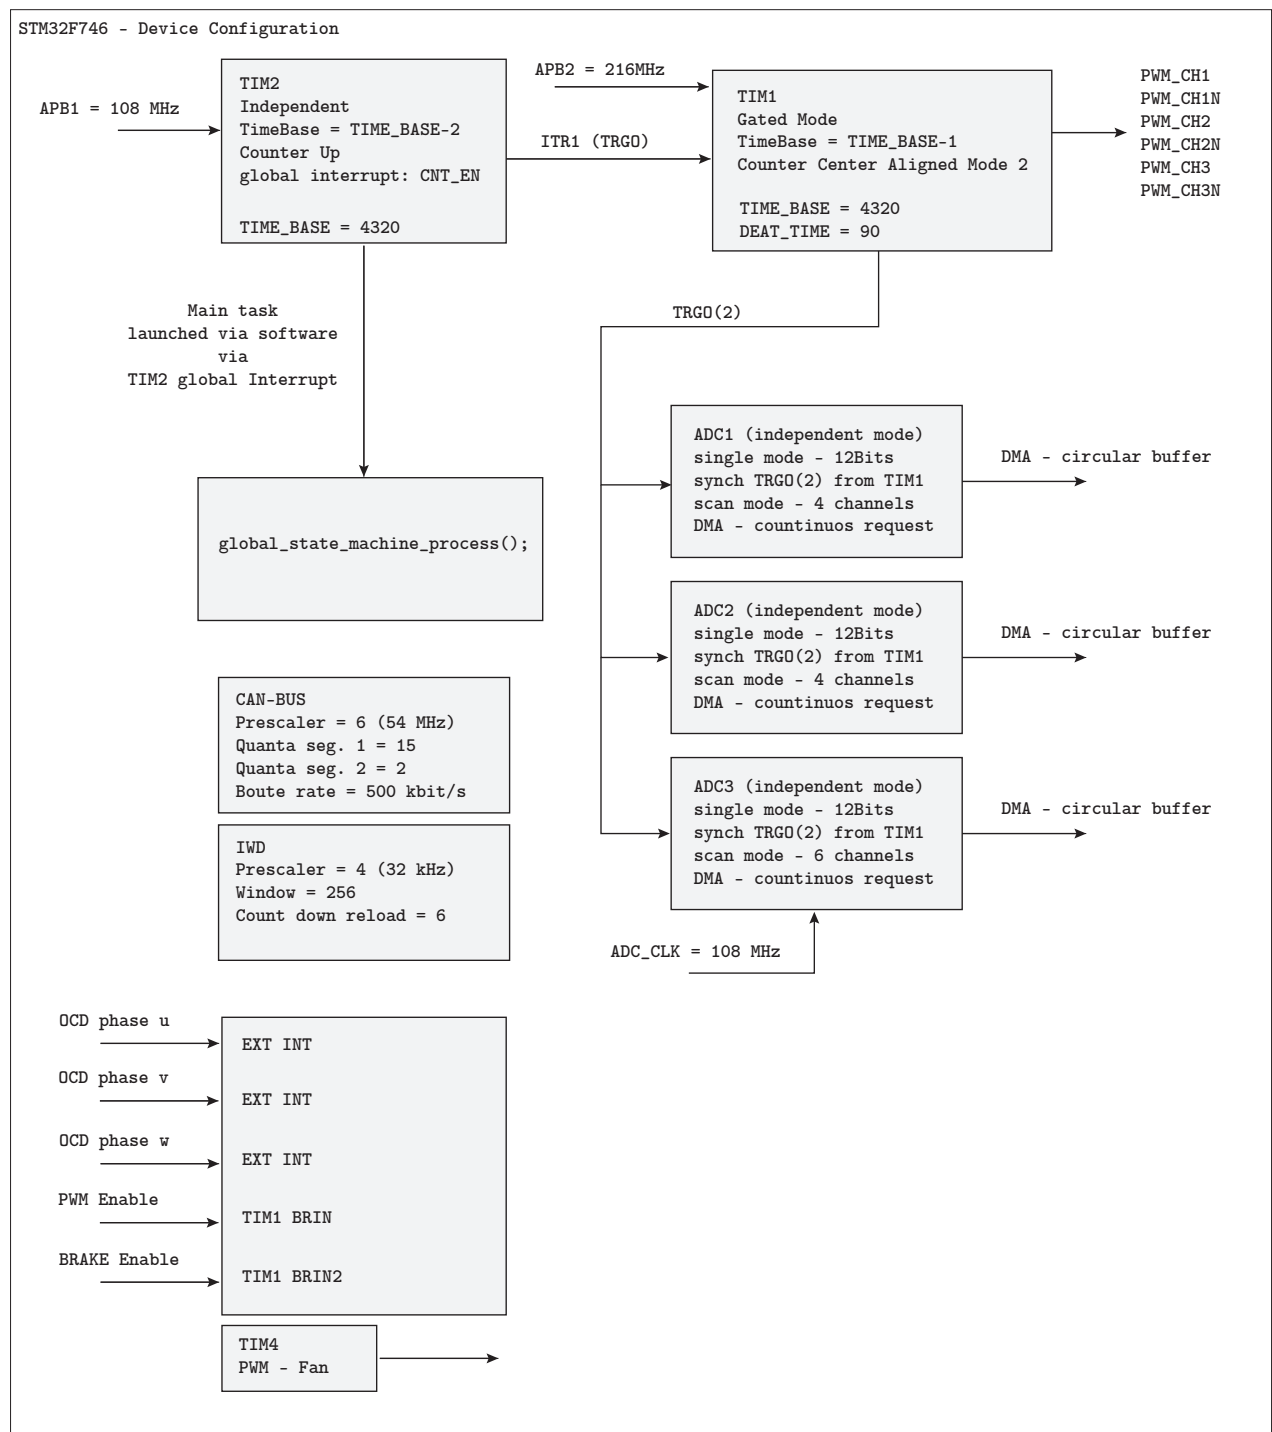 STM32F746 - Device Configuration
APB1 = 108 MHz
TIM2
Independent
TimeBase = TIME_BASE-2
Counter Up
global interrupt: CNT_EN
TIME_BASE = 4320
APB2 = 216MHz
ITR1 (TRGO)
TIM1
Gated Mode
TimeBase = TIME_BASE-1
Counter Center Aligned Mode 2
TIME_BASE = 4320
DEAT_TIME = 90
PWM_CH1
PWM_CH1N
PWM_CH2
PWM_CH2N
PWM_CH3
PWM_CH3N
Main task
launched via software
via
TIM2 global Interrupt
TRGO(2)
global_state_machine_process();
ADC1 (independent mode)
single mode - 12Bits
synch TRGO(2) from TIM1
scan mode - 4 channels
DMA - countinuos request
DMA - circular buffer
ADC2 (independent mode)
single mode - 12Bits
synch TRGO(2) from TIM1
scan mode - 4 channels
DMA - countinuos request
DMA - circular buffer
ADC3 (independent mode)
single mode - 12Bits
synch TRGO(2) from TIM1
scan mode - 6 channels
DMA - countinuos request
DMA - circular buffer
ADC_CLK = 108 MHz
CAN-BUS
Prescaler = 6 (54 MHz)
Quanta seg. 1 = 15
Quanta seg. 2 = 2
Boute rate = 500 kbit/s
IWD
Prescaler = 4 (32 kHz)
Window = 256
Count down reload = 6
OCD phase u
EXT INT
OCD phase v
EXT INT
OCD phase w
EXT INT
PWM Enable
TIM1 BRIN
BRAKE Enable
TIM1 BRIN2
TIM4
PWM - Fan